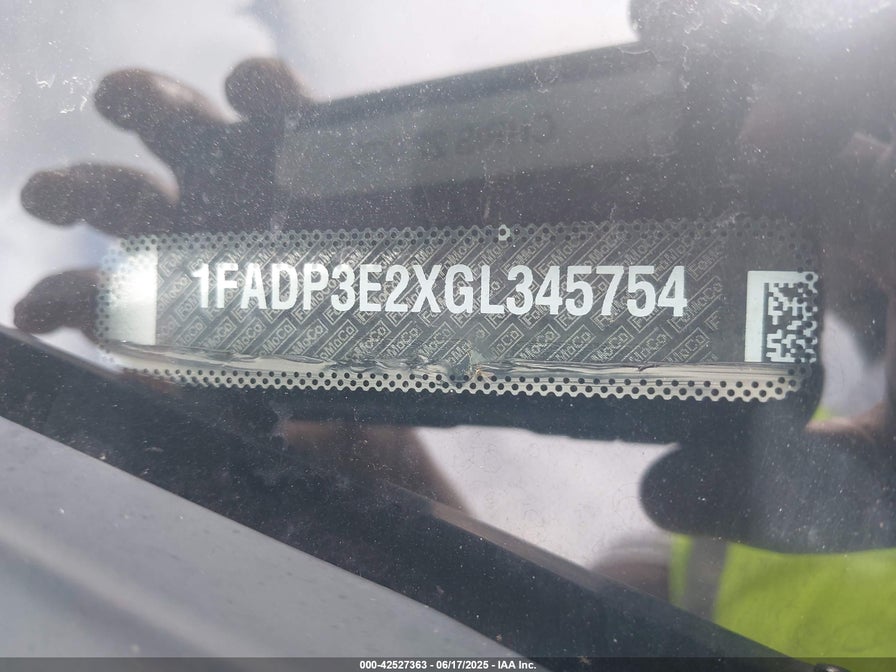 1FADP3E2XGL345754
000-42527363 - 06/17/2025 - IAA Inc.